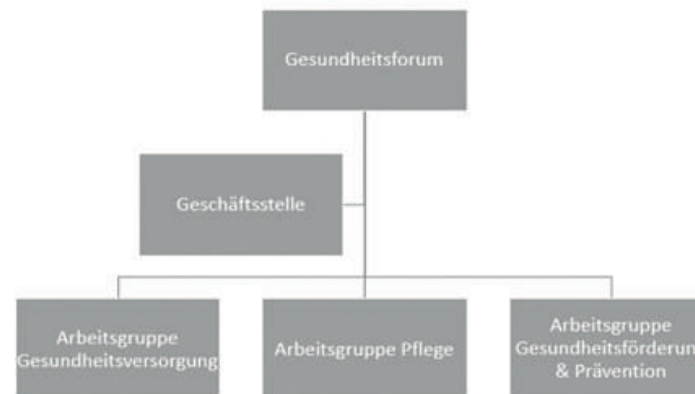 Gesundheitsforum
Geschäftsstelle
Arbeitsgruppe
Gesundheitsversorgung
Arbeitsgruppe Pflege
Arbeitsgruppe
Gesundheitsförderun
& Prävention